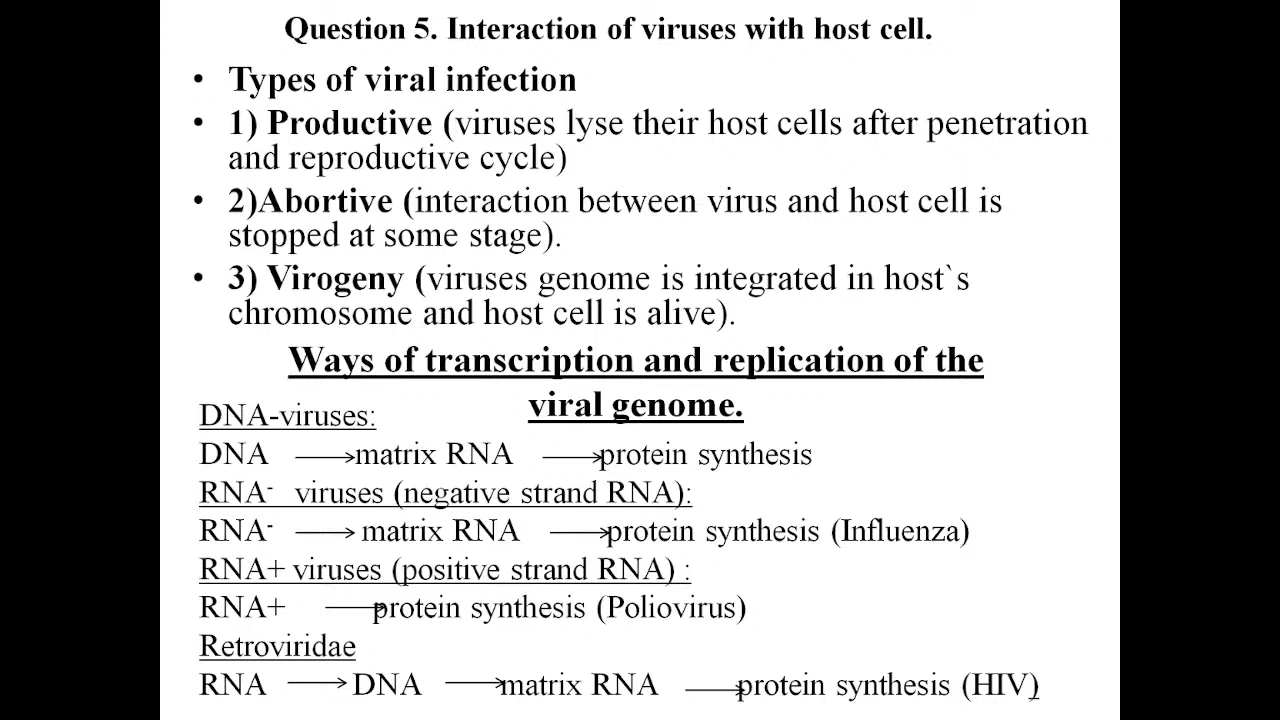 Question 5. Interaction of viruses with host cell.
• Types of viral infection
• 1) Productive (viruses lyse their host cells after penetration
and reproductive cycle)
• 2)Abortive (interaction between virus and host cell is
stopped at some stage).
• 3) Virogeny (viruses genome is integrated in host`s
chromosome and host cell is alive).
Ways of transcription and replication of the
viral genome.
DNA-viruses:
DNA ⟶ matrix RNA ⟶ protein synthesis
RNA⁻ viruses (negative strand RNA):
RNA⁻ ⟶ matrix RNA ⟶ protein synthesis (Influenza)
RNA+ viruses (positive strand RNA) :
RNA+ ⟶ protein synthesis (Poliovirus)
Retroviridae
RNA ⟶ DNA ⟶ matrix RNA ⟶ protein synthesis (HIV)